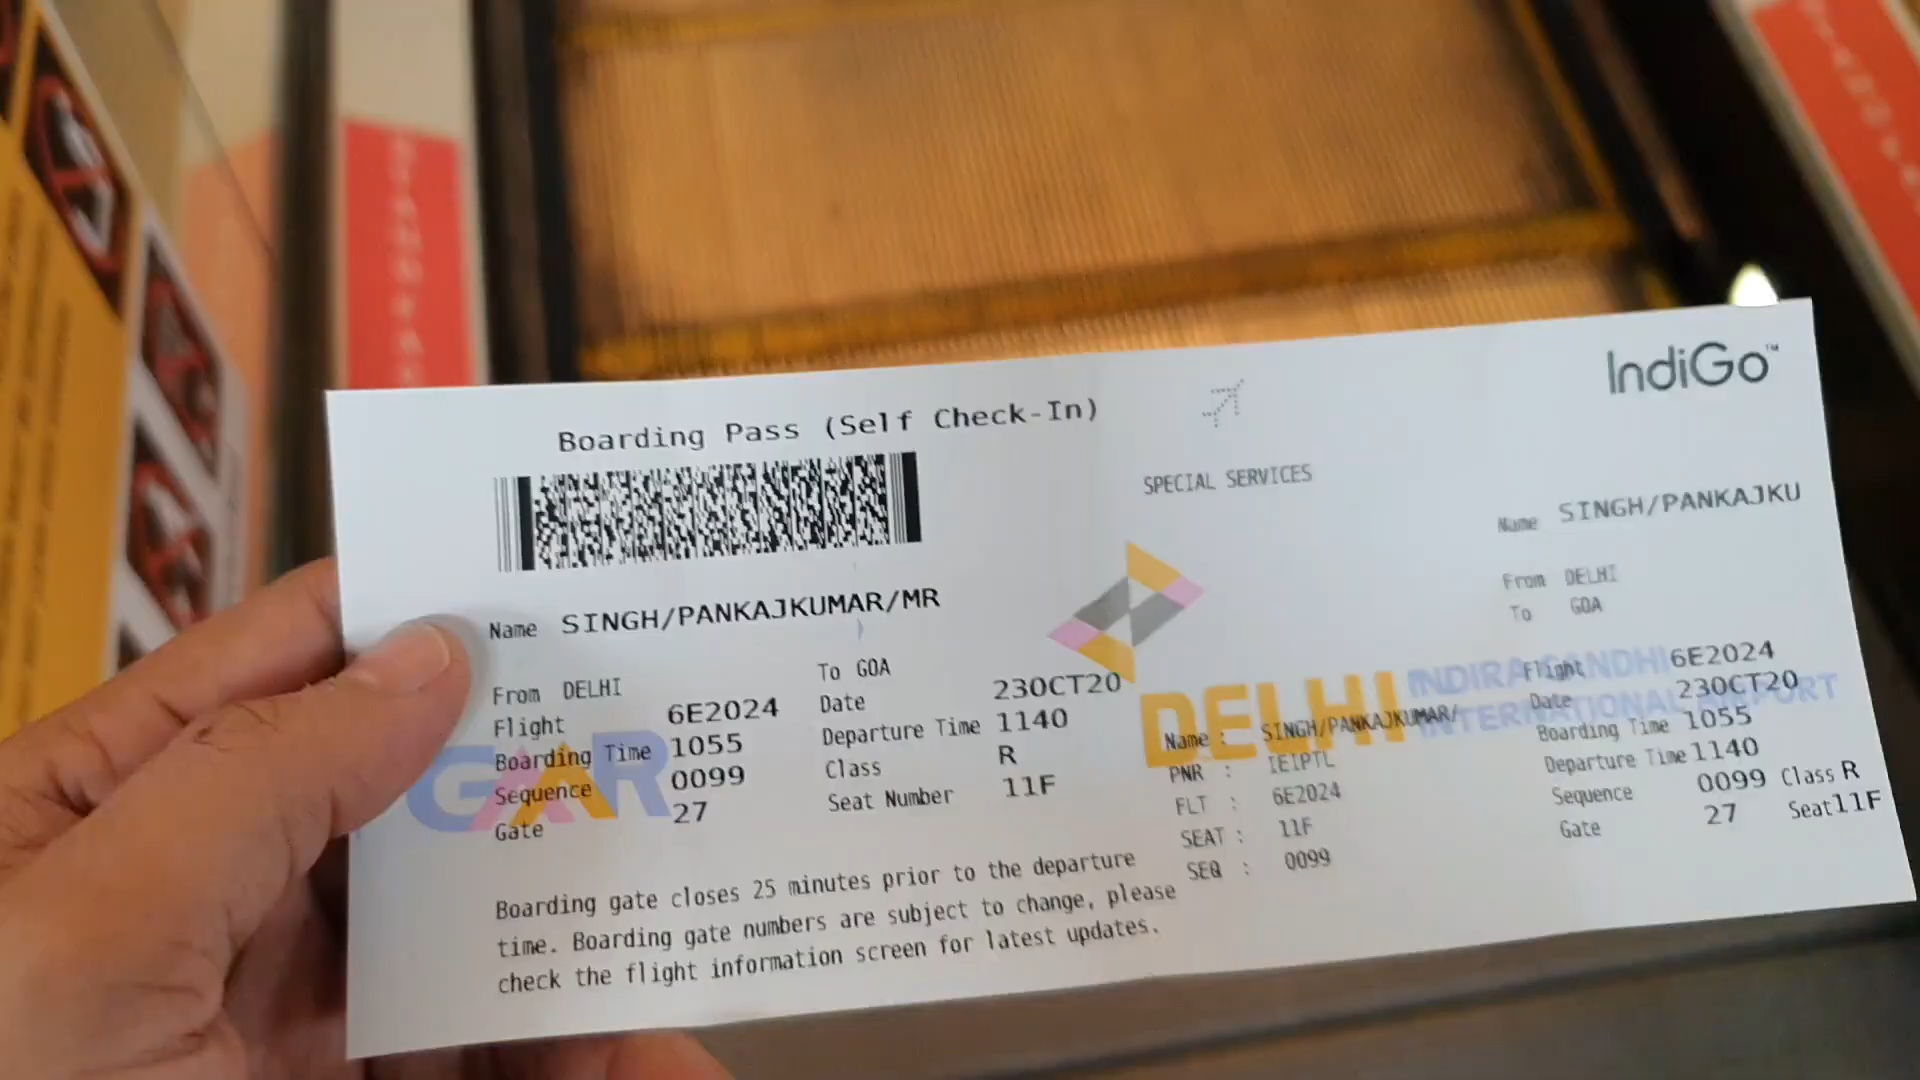 IndiGo™
Boarding Pass (Self Check-In)
SPECIAL SERVICES
Name SINGH/PANKAJKUMAR/MR
From DELHI To GOA
Flight 6E2024 Date 23OCT20
Boarding Time 1055 Departure Time 1140
Sequence 0099 Class R
Gate 27 Seat Number 11F
GMR
Boarding gate closes 25 minutes prior to the departure
time. Boarding gate numbers are subject to change, please
check the flight information screen for latest updates.
DELHI INDIRA GANDHI
INTERNATIONAL AIRPORT
Name : SINGH/PANKAJKUMAR/
PNR : IEIPTL
FLT : 6E2024
SEAT : 11F
SEQ : 0099
Name SINGH/PANKAJKU
From DELHI
To GOA
Flight 6E2024
Date 23OCT20
Boarding Time 1055
Departure Time 1140
Sequence 0099 Class R
Gate 27 Seat 11F